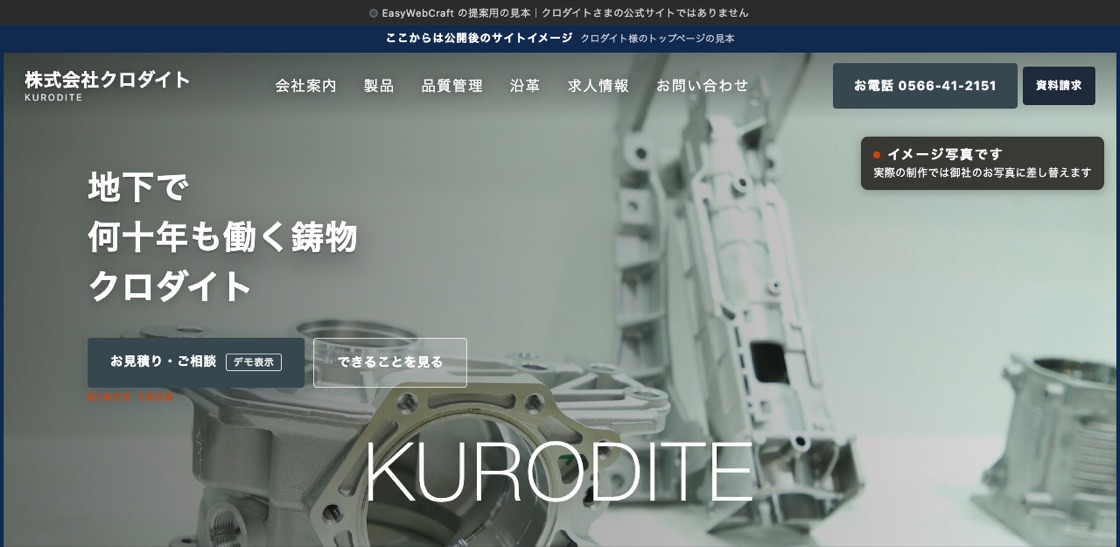 EasyWebCraft の提案用の見本｜クロダイトさまの公式サイトではありません
ここからは公開後のサイトイメージ クロダイト様のトップページの見本
株式会社クロダイト
KURODITE
会社案内 製品 品質管理 沿革 求人情報 お問い合わせ
お電話 0566-41-2151
資料請求
イメージ写真です
実際の制作では御社のお写真に差し替えます
地下で
何十年も働く鋳物
クロダイト
お見積り・ご相談 デモ表示
できることを見る
KURODITE